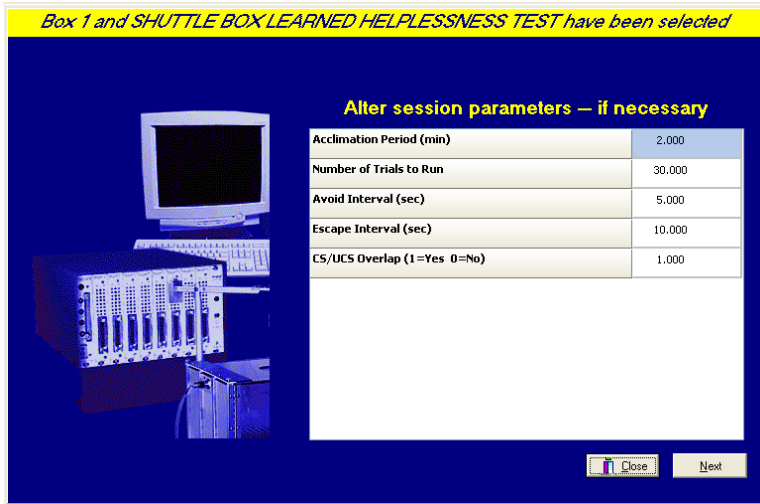 Box 1 and SHUTTLE BOX LEARNED HELPLESSNESS TEST have been selected
Alter session parameters – if necessary
Acclimation Period (min) 2.000
Number of Trials to Run 30.000
Avoid Interval (sec) 5.000
Escape Interval (sec) 10.000
CS/UCS Overlap (1=Yes 0=No) 1.000
Close Next